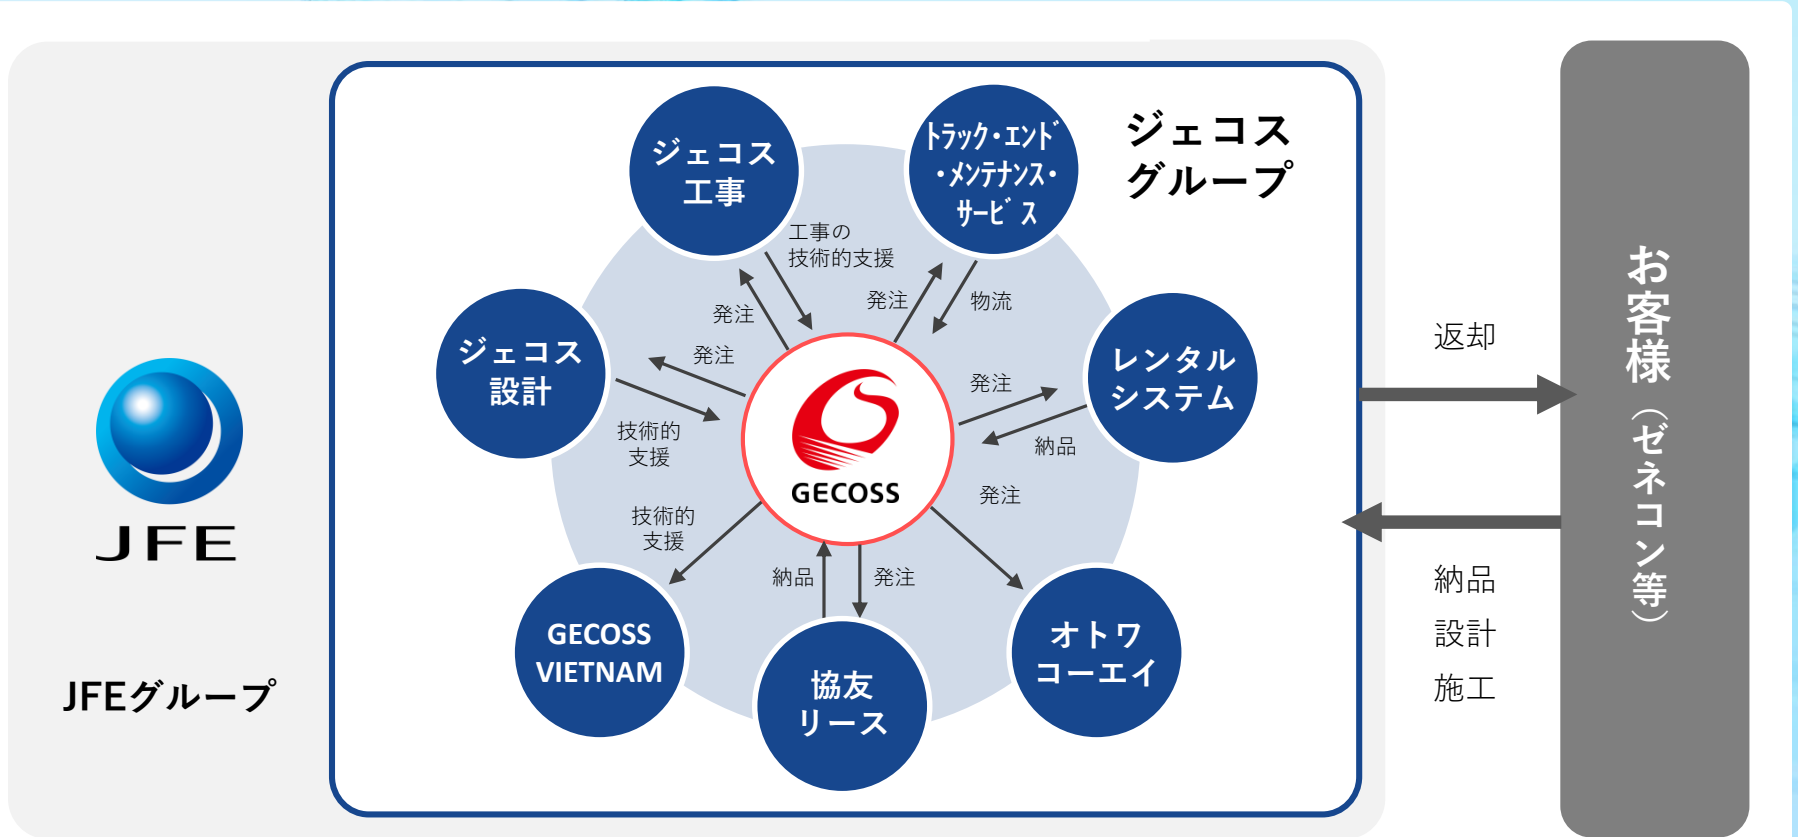 ジェコス
グループ
ジェコス
工事
トラック・エンド
・メンテナンス・
サービス
工事の
技術的支援
発注
発注
物流
ジェコス
設計
発注
技術的
支援
レンタル
システム
発注
納品
GECOSS
技術的
支援
発注
GECOSS
VIETNAM
納品
発注
協友
リース
オトワ
コーエイ
JFE
JFEグループ
返却
納品
設計
施工
お客様（ゼネコン等）